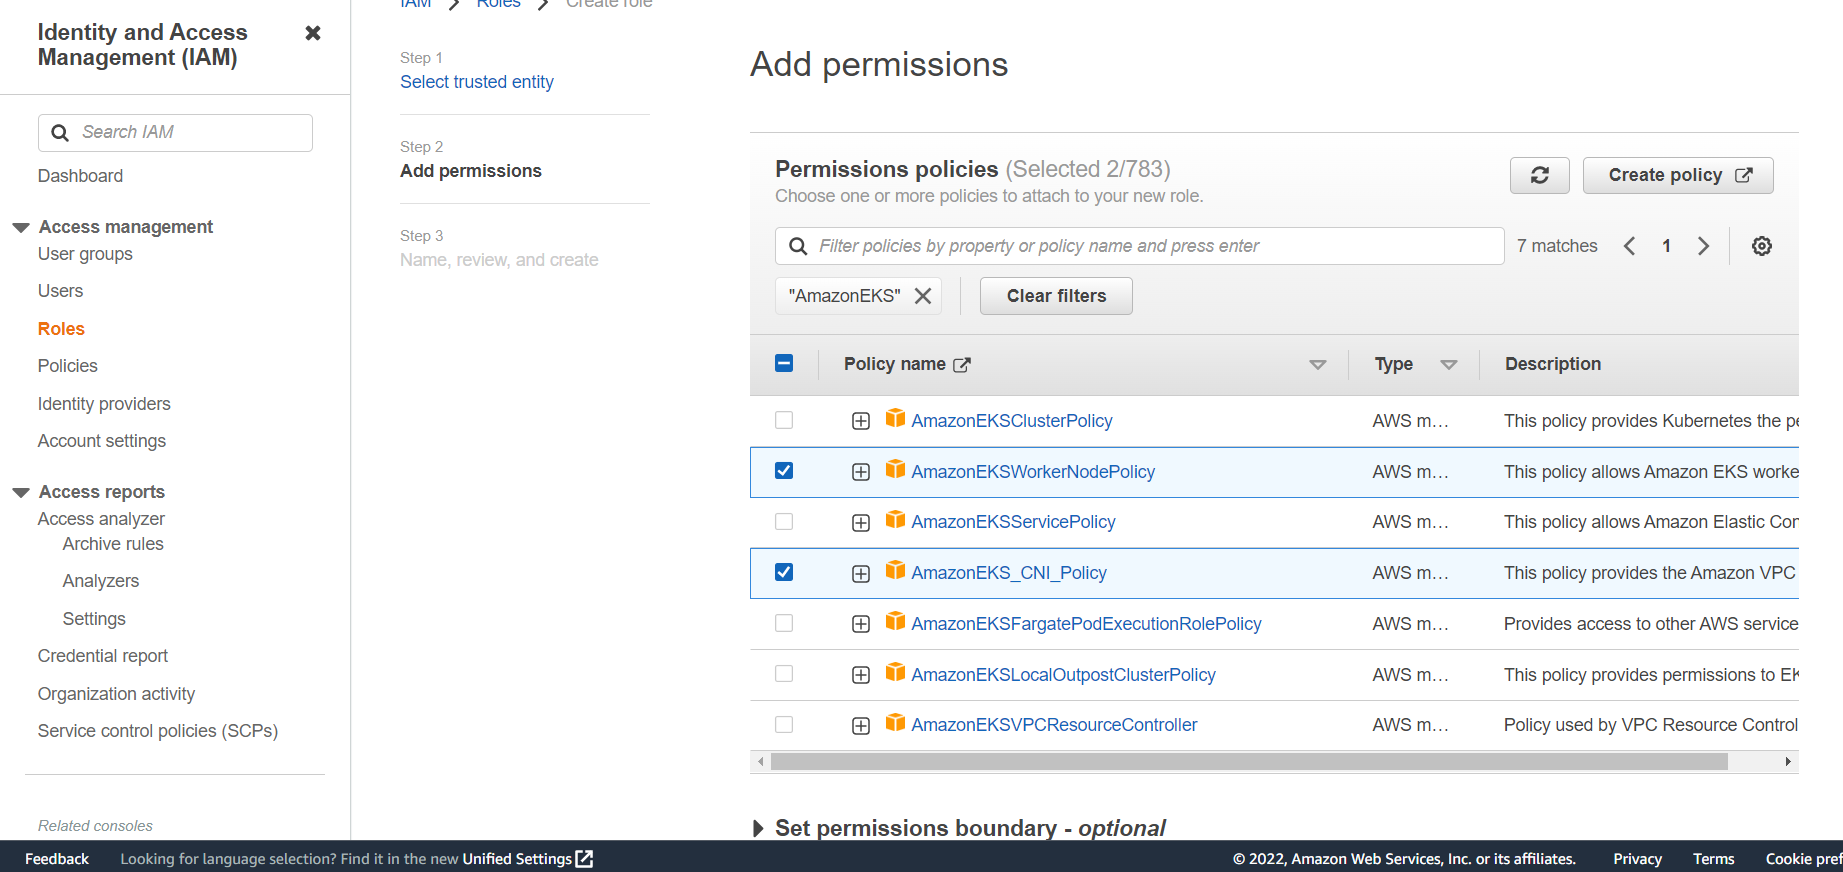 Identity and Access
Management (IAM)
Search IAM
Dashboard
Access management
User groups
Users
Roles
Policies
Identity providers
Account settings
Access reports
Access analyzer
Archive rules
Analyzers
Settings
Credential report
Organization activity
Service control policies (SCPs)
Related consoles
IAM > Roles > Create role
Step 1
Select trusted entity
Step 2
Add permissions
Step 3
Name, review, and create
Add permissions
Permissions policies (Selected 2/783)
Choose one or more policies to attach to your new role.
Create policy
Filter policies by property or policy name and press enter
7 matches
1
"AmazonEKS"
Clear filters
Policy name Type Description
AmazonEKSClusterPolicy AWS m... This policy provides Kubernetes the pe
AmazonEKSWorkerNodePolicy AWS m... This policy allows Amazon EKS worke
AmazonEKSServicePolicy AWS m... This policy allows Amazon Elastic Con
AmazonEKS_CNI_Policy AWS m... This policy provides the Amazon VPC
AmazonEKSFargatePodExecutionRolePolicy AWS m... Provides access to other AWS service
AmazonEKSLocalOutpostClusterPolicy AWS m... This policy provides permissions to EK
AmazonEKSVPCResourceController AWS m... Policy used by VPC Resource Control
Set permissions boundary - optional
Feedback Looking for language selection? Find it in the new Unified Settings © 2022, Amazon Web Services, Inc. or its affiliates. Privacy Terms Cookie pref